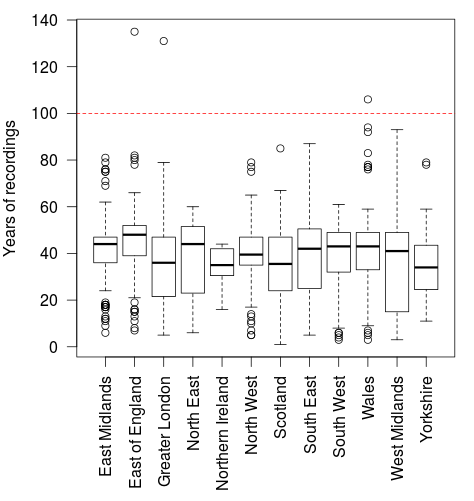 140
120
100
80
60
40
20
0
Years of recordings
East Midlands
East of England
Greater London
North East
Northern Ireland
North West
Scotland
South East
South West
Wales
West Midlands
Yorkshire